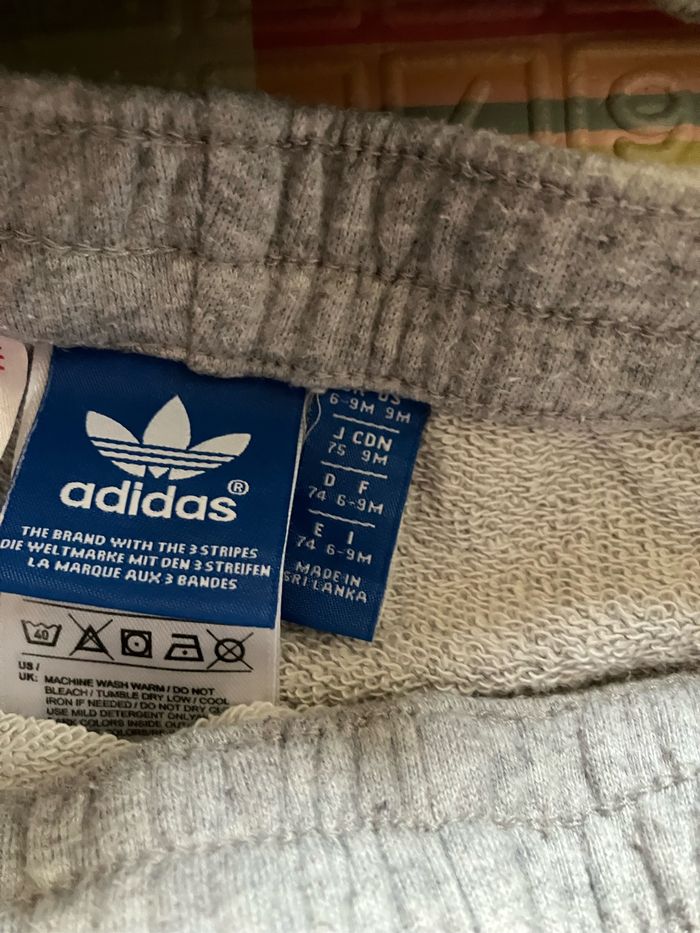 adidas®
THE BRAND WITH THE 3 STRIPES
DIE WELTMARKE MIT DEN 3 STREIFEN
LA MARQUE AUX 3 BANDES
40
US /
UK: MACHINE WASH WARM / DO NOT
BLEACH / TUMBLE DRY LOW / COOL
IRON IF NEEDED / DO NOT DRY
USE MILD DETERGENT ONLY
COLORS INSIDE
US
6-9M 9M
J CDN
75 9M
D F
74 6-9M
E I
74 6-9M
MADE IN
SRI LANKA